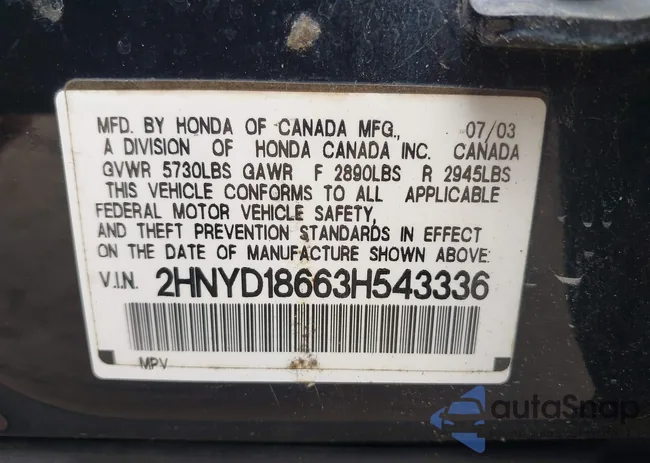 MFD. BY HONDA OF CANADA MFG., 07/03
A DIVISION OF HONDA CANADA INC. CANADA
GVWR 5730LBS GAWR F 2890LBS R 2945LBS
THIS VEHICLE CONFORMS TO ALL APPLICABLE
FEDERAL MOTOR VEHICLE SAFETY,
AND THEFT PREVENTION STANDARDS IN EFFECT
ON THE DATE OF MANUFACTURE SHOWN ABOVE:
V.I.N. 2HNYD18663H543336
MPV
autoSnap